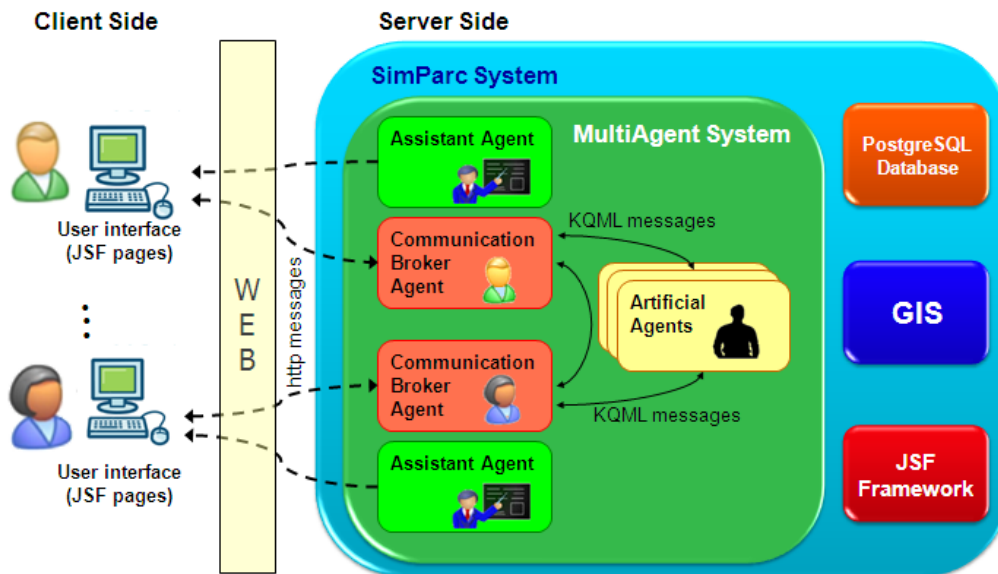 Client Side
Server Side
SimParc System
MultiAgent System
Assistant Agent
PostgreSQL
Database
User interface
(JSF pages)
KQML messages
Communication
Broker
Agent
W
E
B
http messages
Artificial
Agents
GIS
Communication
Broker
Agent
KQML messages
User interface
(JSF pages)
Assistant Agent
JSF
Framework